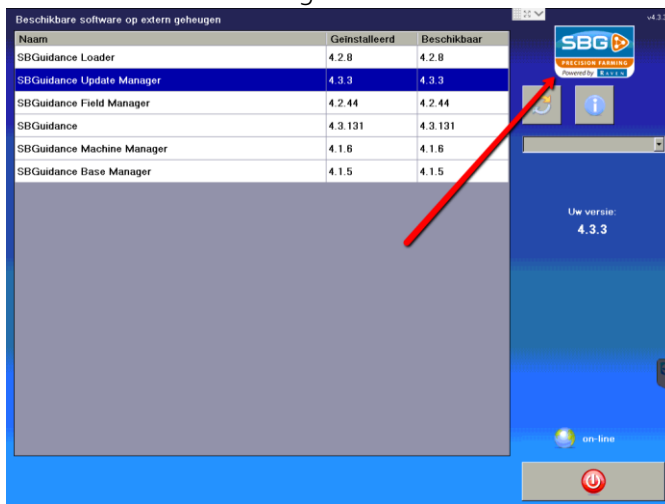 Beschikbare software op extern geheugen
Naam Geïnstalleerd Beschikbaar
SBGuidance Loader 4.2.8 4.2.8
SBGuidance Update Manager 4.3.3 4.3.3
SBGuidance Field Manager 4.2.44 4.2.44
SBGuidance 4.3.131 4.3.131
SBGuidance Machine Manager 4.1.6 4.1.6
SBGuidance Base Manager 4.1.5 4.1.5
SBG
PRECISION FARMING
Powered by RAVEN
Uw versie:
4.3.3
on-line